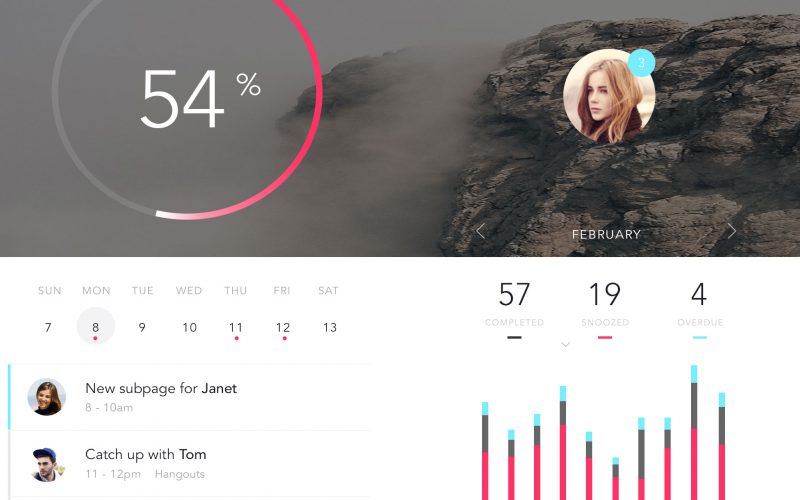 54 %
3
FEBRUARY
SUN MON TUE WED THU FRI SAT
7 8 9 10 11 12 13
New subpage for Janet
8 - 10am
Catch up with Tom
11 - 12pm Hangouts
57 19 4
COMPLETED SNOOZED OVERDUE